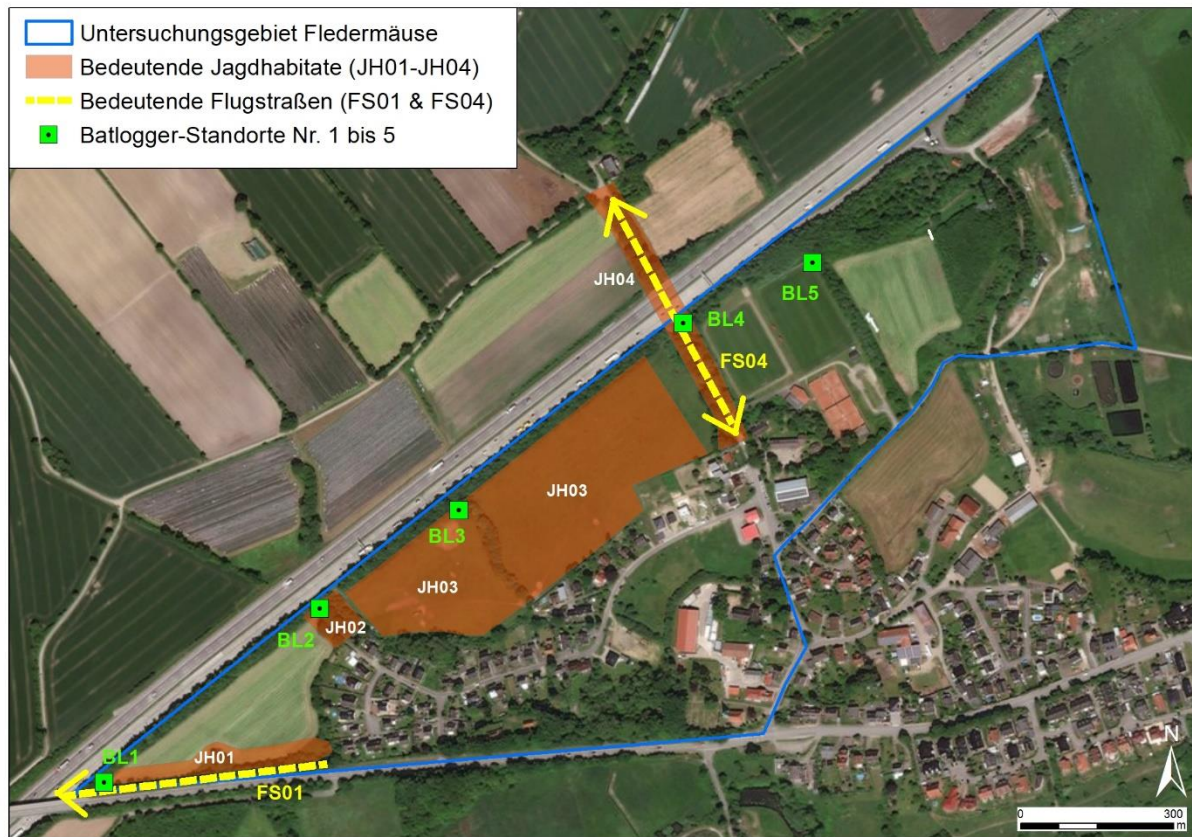 Untersuchungsgebiet Fledermäuse
Bedeutende Jagdhabitate (JH01-JH04)
Bedeutende Flugstraßen (FS01 & FS04)
Batlogger-Standorte Nr. 1 bis 5
JH04
BL5
BL4
FS04
JH03
BL3
JH03
JH02
BL2
BL1
JH01
FS01
N
0 300
m